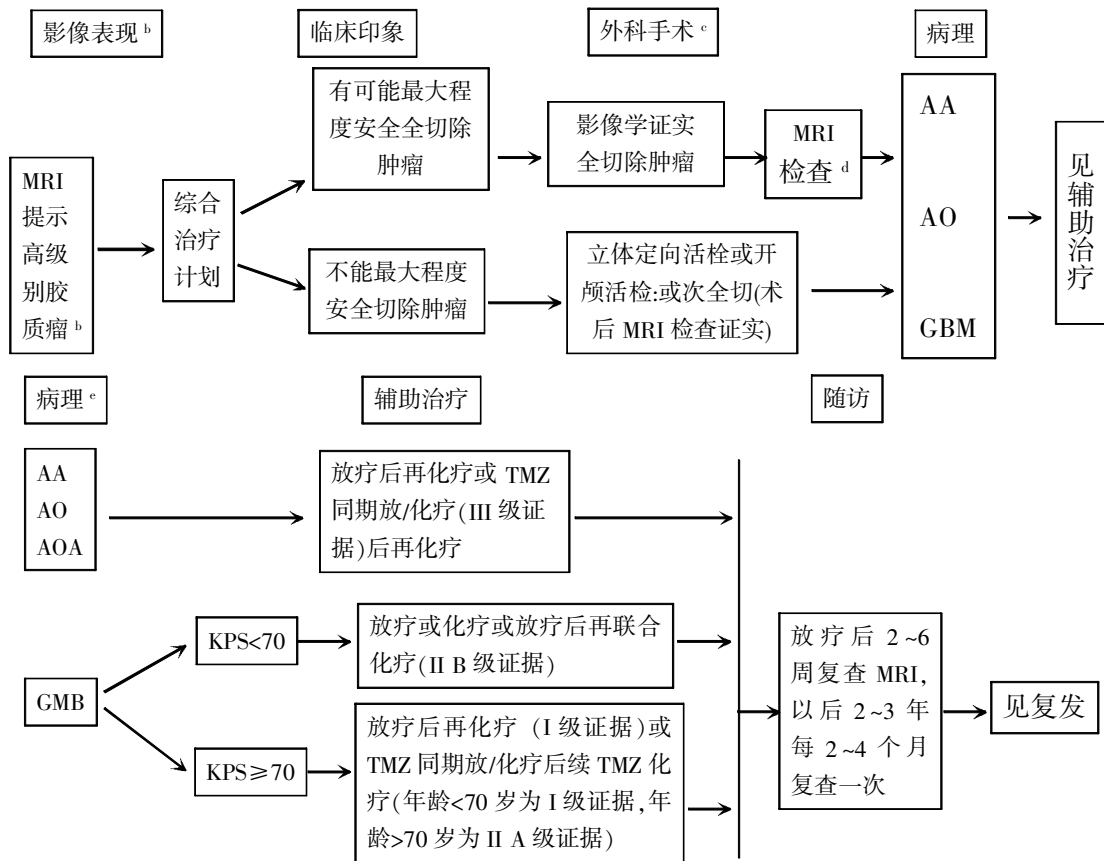 影像表现 b
临床印象
外科手术 c
病理
MRI
提示
高级
别胶
质瘤 b
综合
治疗
计划
有可能最大程
度安全全切除
肿瘤
不能最大程度
安全切除肿瘤
影像学证实
全切除肿瘤
立体定向活栓或开
颅活检:或次全切(术
后 MRI 检查证实)
MRI
检查 d
AA
AO
GBM
见辅助治疗
病理 e
辅助治疗
随访
AA
AO
AOA
放疗后再化疗或 TMZ
同期放/化疗(III 级证
据)后再化疗
GMB
KPS<70
放疗或化疗或放疗后再联合
化疗(II B 级证据)
KPS≥70
放疗后再化疗 (I 级证据)或
TMZ 同期放/化疗后续 TMZ 化
疗(年龄<70 岁为 I 级证据,年
龄>70 岁为 II A 级证据)
放疗后 2~6
周复查 MRI,
以后 2~3 年
每 2~4 个月
复查一次
见复发